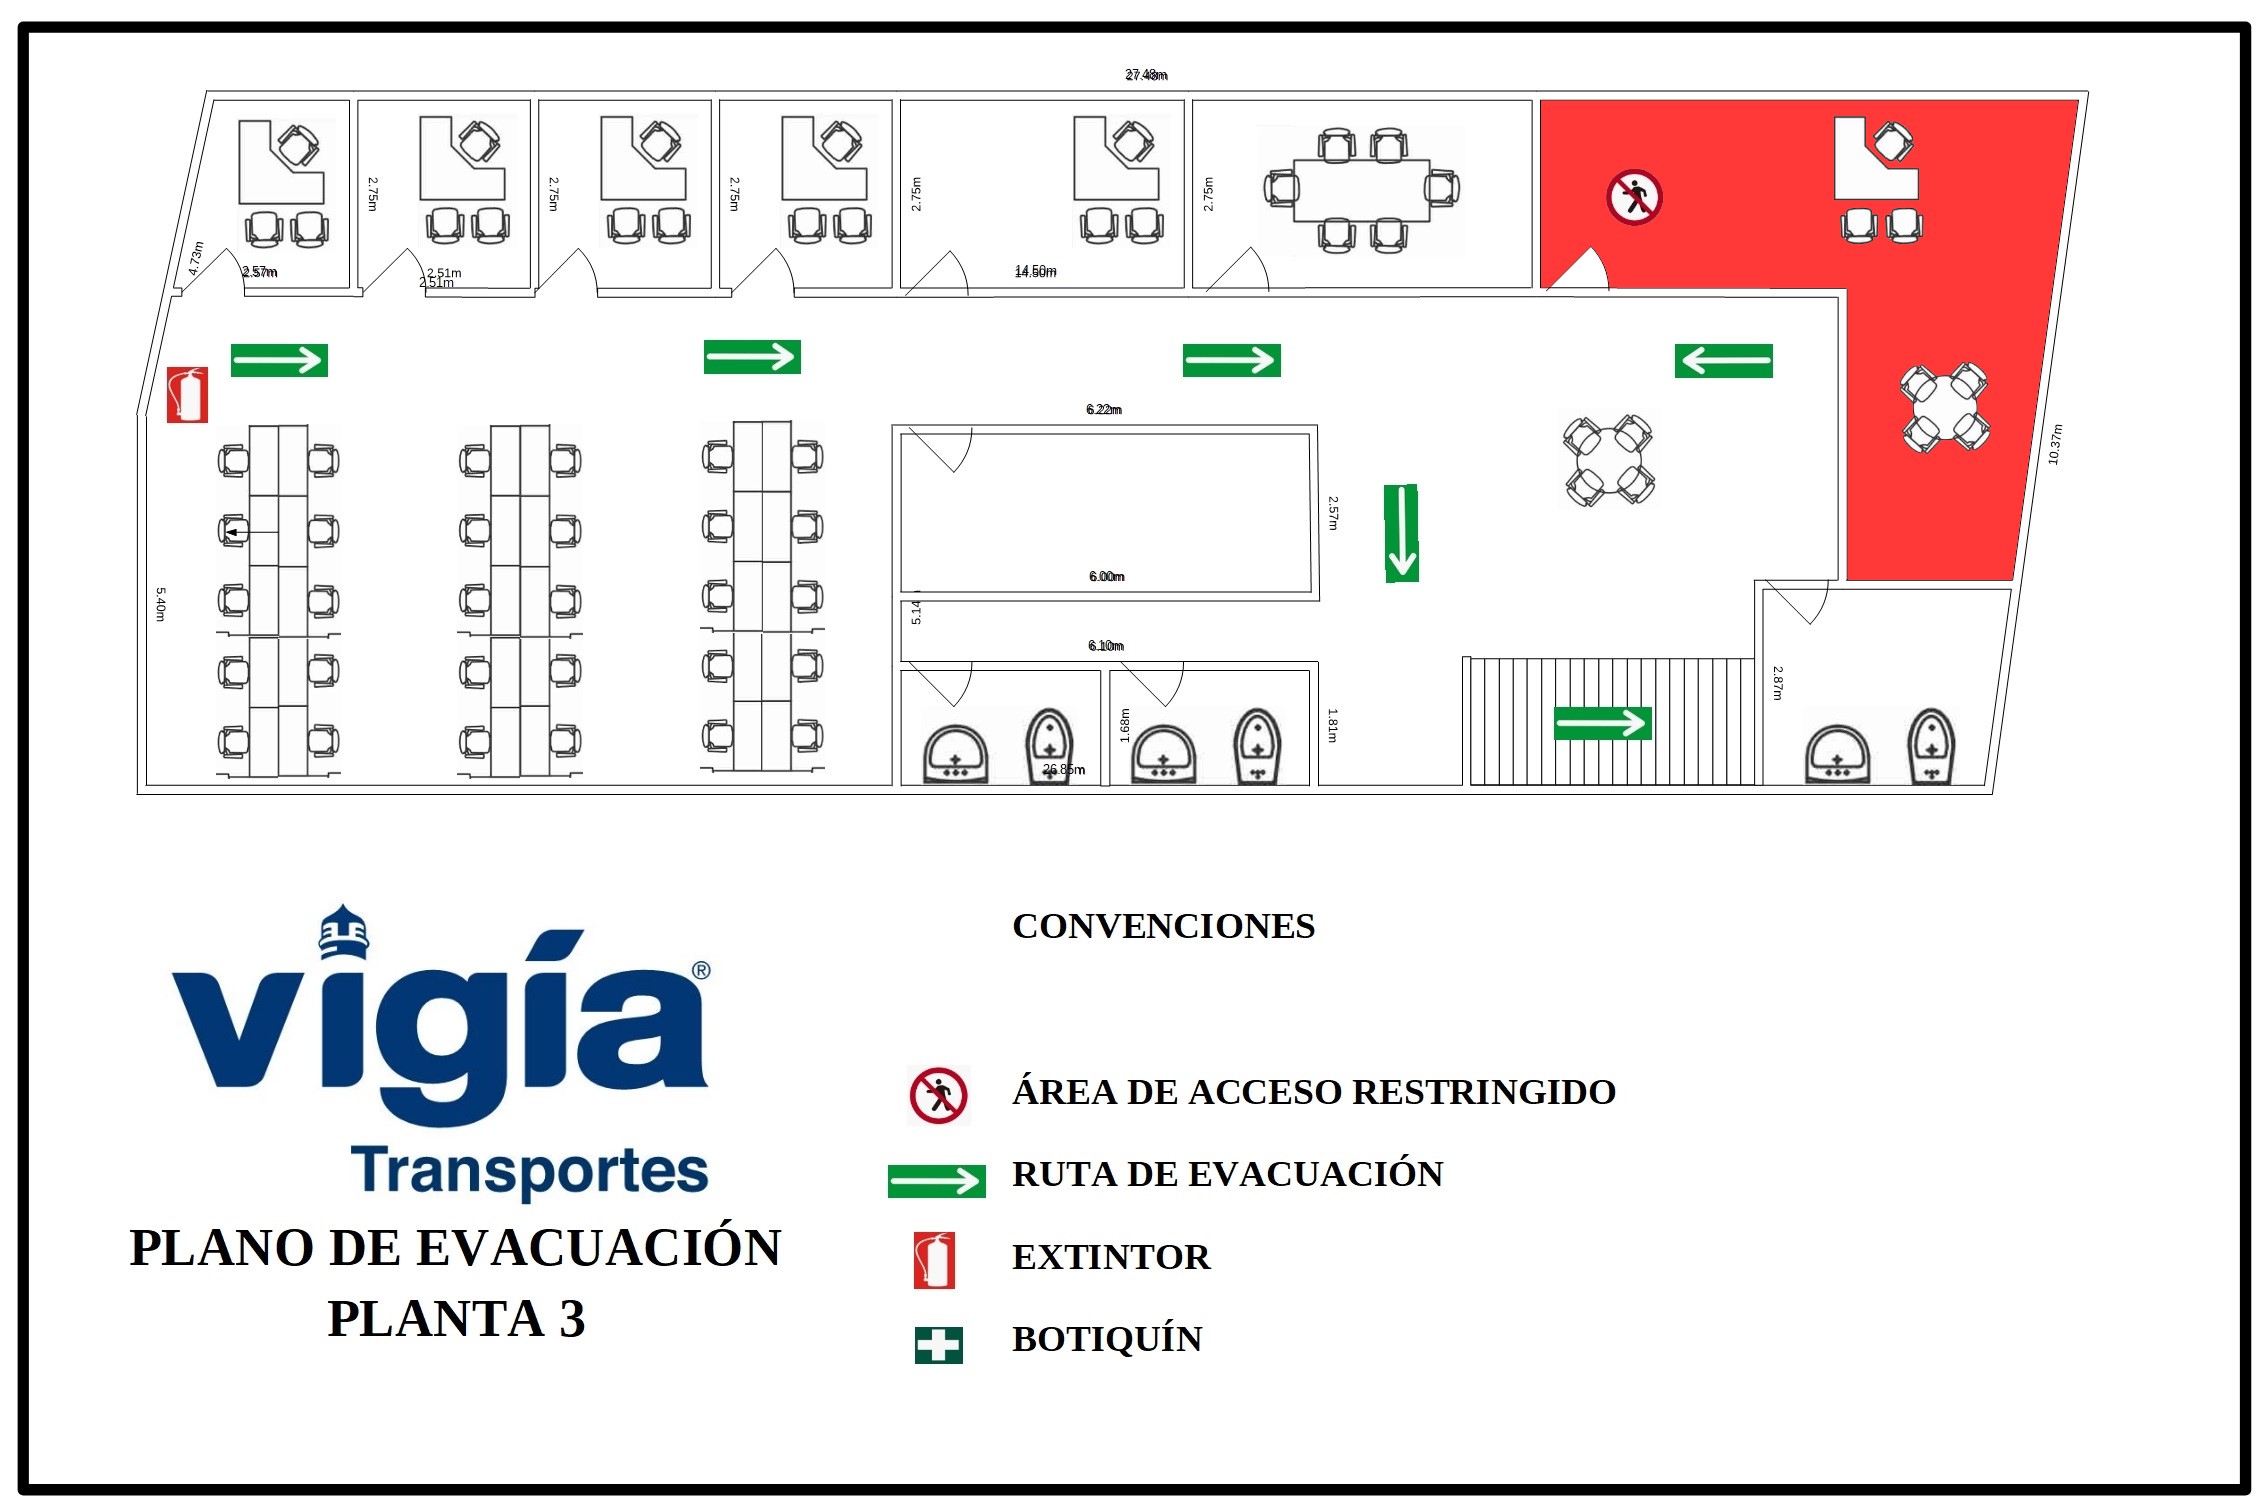 27.48m
2.75m
2.75m
2.75m
2.75m
2.75m
4.73m
2.57m
2.51m
2.51m
14.50m
6.22m
10.37m
2.57m
6.00m
5.40m
5.14
6.10m
2.87m
1.68m
1.81m
26.85m
vigía®
Transportes
PLANO DE EVACUACIÓN
PLANTA 3
CONVENCIONES
ÁREA DE ACCESO RESTRINGIDO
RUTA DE EVACUACIÓN
EXTINTOR
BOTIQUÍN